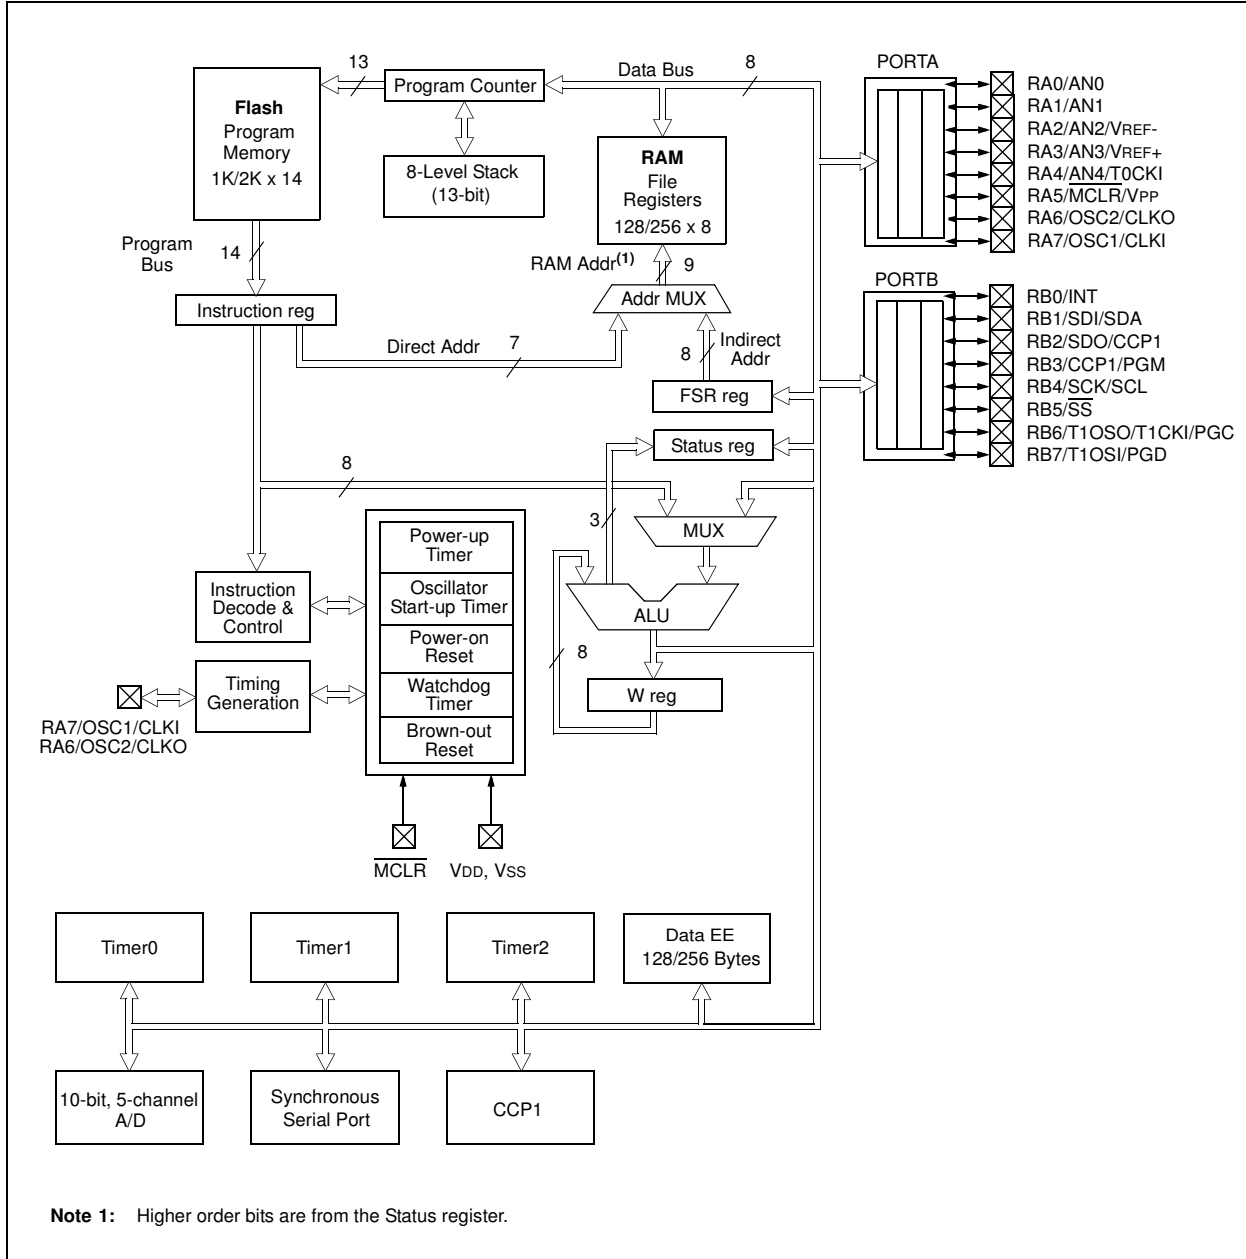 13
Program Counter
Data Bus
8
PORTA
Flash
Program
Memory
1K/2K x 14
8-Level Stack
(13-bit)
RAM
File
Registers
128/256 x 8
RA0/AN0
RA1/AN1
RA2/AN2/VREF-
RA3/AN3/VREF+
RA4/AN4/T0CKI
RA5/MCLR/VPP
RA6/OSC2/CLKO
RA7/OSC1/CLKI
Program
Bus
14
RAM Addr(1)
9
PORTB
Instruction reg
Addr MUX
RB0/INT
RB1/SDI/SDA
RB2/SDO/CCP1
RB3/CCP1/PGM
RB4/SCK/SCL
RB5/SS
RB6/T1OSO/T1CKI/PGC
RB7/T1OSI/PGD
Direct Addr
7
8
Indirect
Addr
FSR reg
Status reg
8
3
MUX
Power-up
Timer
Oscillator
Start-up Timer
Power-on
Reset
Watchdog
Timer
Brown-out
Reset
Instruction
Decode &
Control
ALU
8
W reg
Timing
Generation
RA7/OSC1/CLKI
RA6/OSC2/CLKO
MCLR
VDD, VSS
Timer0
Timer1
Timer2
Data EE
128/256 Bytes
10-bit, 5-channel
A/D
Synchronous
Serial Port
CCP1
Note 1: Higher order bits are from the Status register.